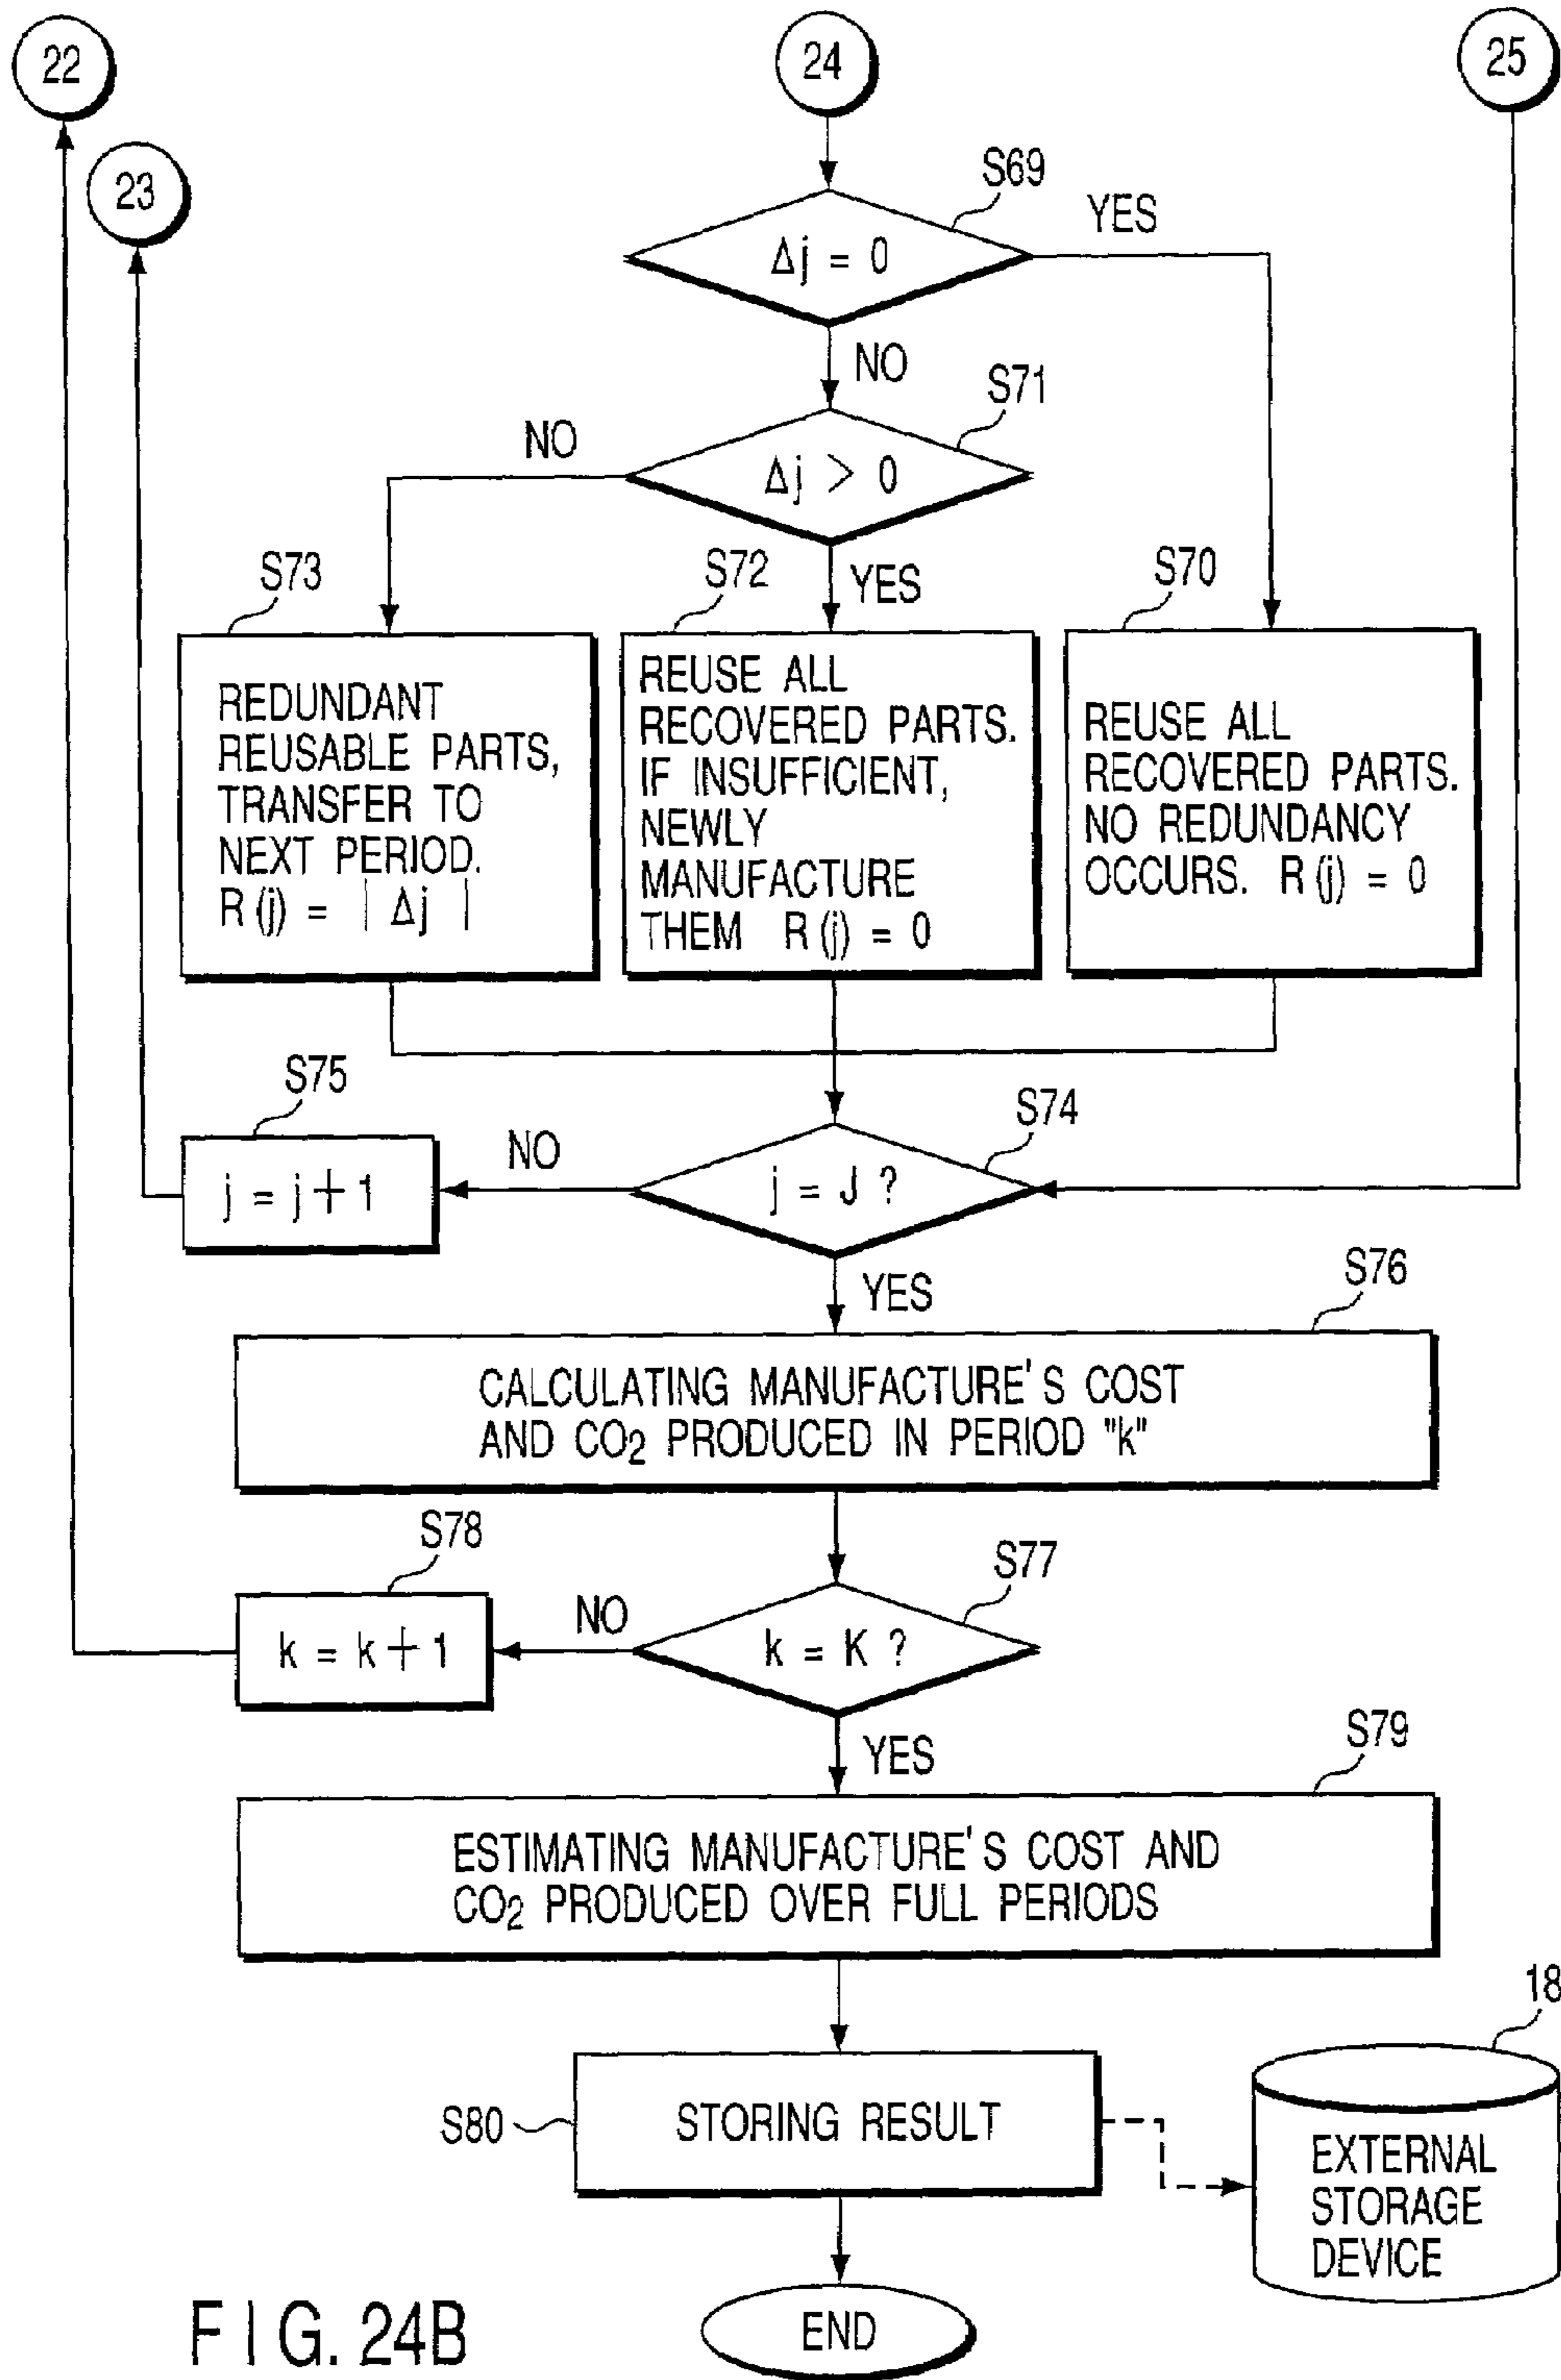 22
24
25
23
S69
Δj = 0
YES
NO
S71
Δj > 0
NO
YES
S73
REDUNDANT
REUSABLE PARTS,
TRANSFER TO
NEXT PERIOD.
R (j) = | Δj |
S72
REUSE ALL
RECOVERED PARTS.
IF INSUFFICIENT,
NEWLY
MANUFACTURE
THEM R (j) = 0
S70
REUSE ALL
RECOVERED PARTS.
NO REDUNDANCY
OCCURS. R (j) = 0
S75
j = j + 1
NO
S74
j = J ?
YES
S76
CALCULATING MANUFACTURE'S COST
AND CO₂ PRODUCED IN PERIOD "k"
S78
k = k + 1
NO
S77
k = K ?
YES
S79
ESTIMATING MANUFACTURE'S COST AND
CO₂ PRODUCED OVER FULL PERIODS
S80
STORING RESULT
18
EXTERNAL
STORAGE
DEVICE
END
FIG. 24B